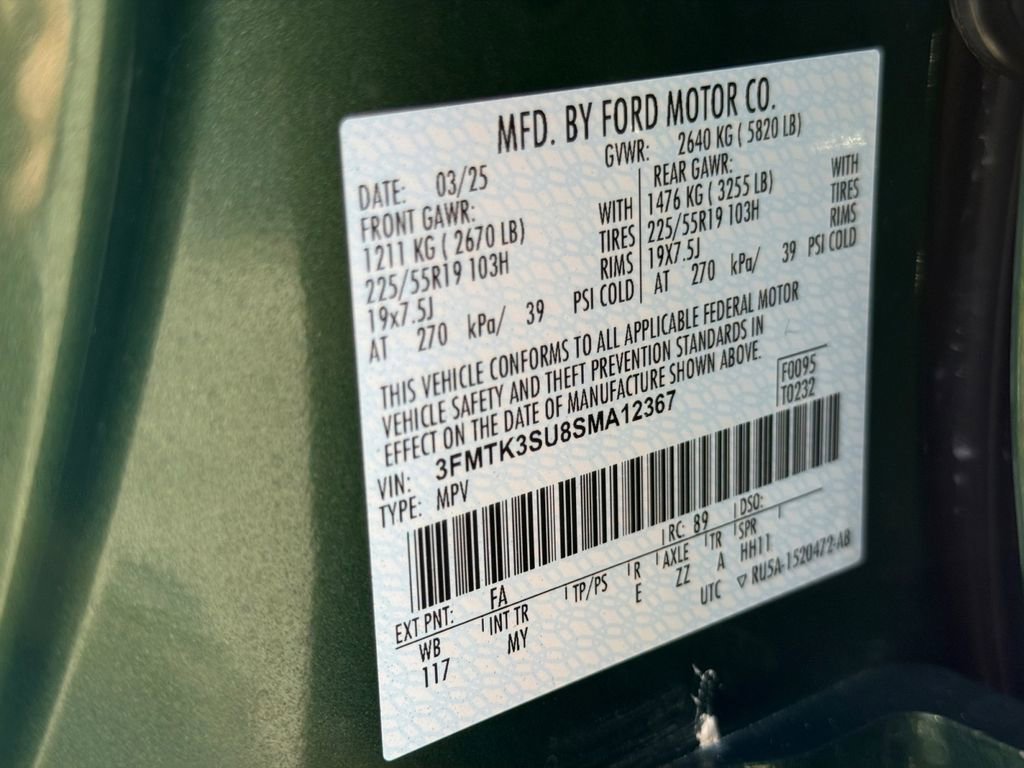 MFD. BY FORD MOTOR CO.
DATE: 03/25 GVWR: 2640 KG ( 5820 LB)
FRONT GAWR: REAR GAWR:
1211 KG ( 2670 LB) WITH 1476 KG ( 3255 LB) WITH
225/55R19 103H TIRES 225/55R19 103H TIRES
19x7.5J RIMS 19X7.5J RIMS
AT 270 kPa/ 39 PSI COLD AT 270 kPa/ 39 PSI COLD
THIS VEHICLE CONFORMS TO ALL APPLICABLE FEDERAL MOTOR
VEHICLE SAFETY AND THEFT PREVENTION STANDARDS IN
EFFECT ON THE DATE OF MANUFACTURE SHOWN ABOVE.
F0095
T0232
VIN: 3FMTK3SU8SMA12367
TYPE: MPV
EXT PNT: FA RC: 89 DSO:
WB INT TR TP/PS R AXLE TR SPR
117 MY E ZZ A HH11
UTC ▽ RU5A-1520472-AB